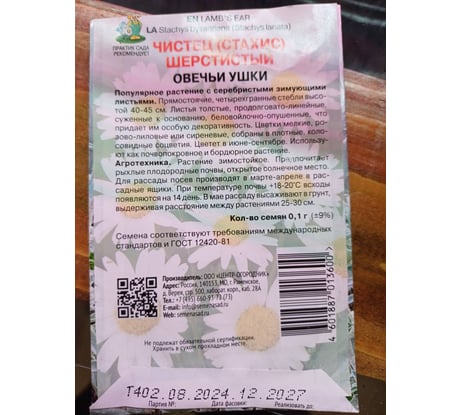 EN LAMB'S EAR
LA Stachys byzantina (Stachys lanata)
ПРАКТИК САДА
РЕКОМЕНДУЕТ
ЧИСТЕЦ (СТАХИС)
ШЕРСТИСТЫЙ
ОВЕЧЬИ УШКИ
Популярное растение с серебристыми зимующими
листьями. Прямостоячие, четырехгранные стебли высо-
той 40-45 см. Листья толстые, продолговато-линейные,
суженные к основанию, беловойлочно-опушенные, что
придает им особую декоративность. Цветки мелкие, ро-
зово-лиловые или сиреневые, собраны в плотные, коло-
совидные соцветия. Цветет в июне-сентябре. Использу-
ют как почвопокровное и бордюрное растение.
Агротехника. Растение зимостойкое. Предпочитает
рыхлые плодородные почвы, открытое солнечное место.
Для рассады посев производят в марте-апреле в рас-
садные ящики. При температуре почвы +18-20°С всходы
появляются на 14 день. В мае рассаду высаживают в грунт,
выдерживая расстояние между растениями 25-30 см.
Кол-во семян 0,1 г (±9%)
Семена соответствуют требованиям международных
стандартов и ГОСТ 12420-81
Производитель: ООО «ЦЕНТР-ОГОРОДНИК»
Адрес: Россия, 140153, МО, г. Раменское,
д. Верея, стр. 500, лаборат. корп., каб. 28А
Тел.: +7 (495) 660-93-70 (73)
E-mail: info@semenasad.ru
Web: semenasad.ru
Не подлежит обязательной сертификации.
Хранить в сухом прохладном месте.
4 601887 013600 >
Т402.08.2024.12.2027
Партия №: Дата фасовки: Реализовать до: